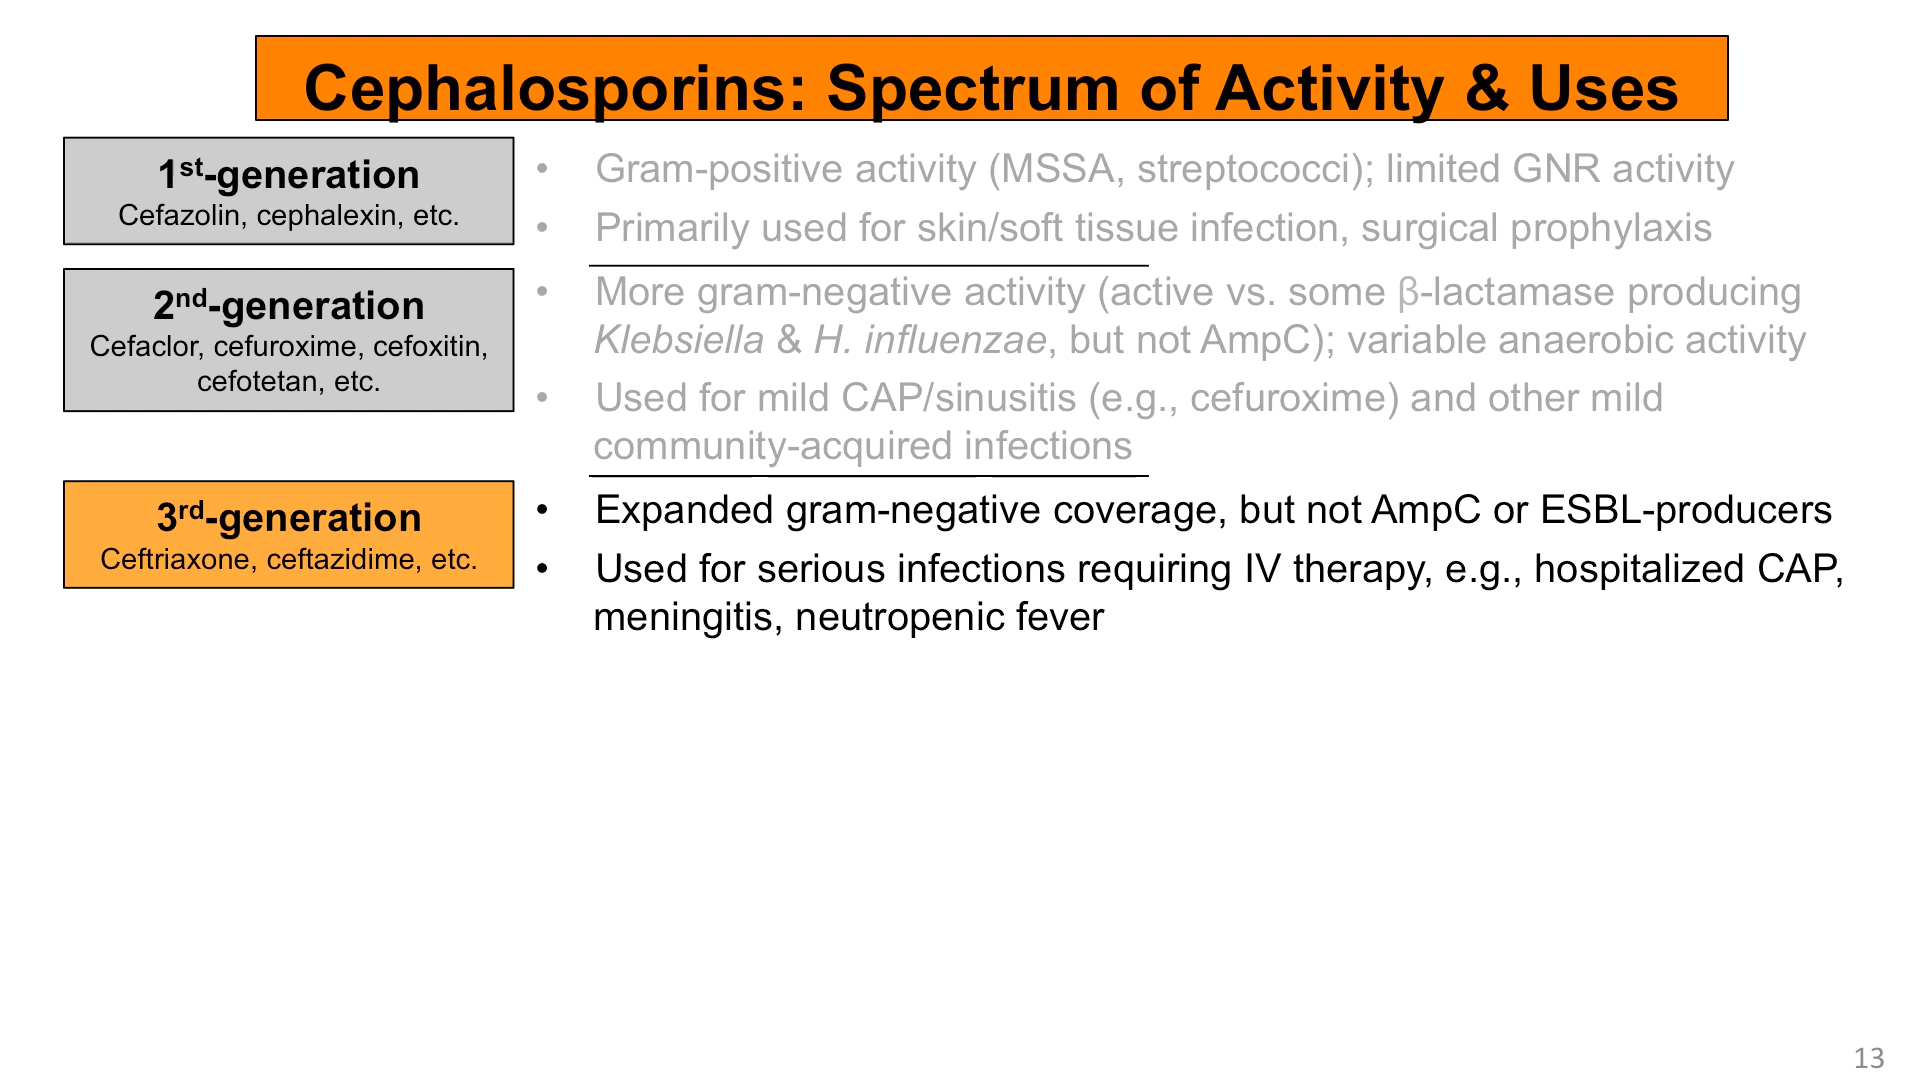 Cephalosporins: Spectrum of Activity & Uses
1st-generation
Cefazolin, cephalexin, etc.
• Gram-positive activity (MSSA, streptococci); limited GNR activity
• Primarily used for skin/soft tissue infection, surgical prophylaxis
2nd-generation
Cefaclor, cefuroxime, cefoxitin,
cefotetan, etc.
• More gram-negative activity (active vs. some β-lactamase producing
Klebsiella & H. influenzae, but not AmpC); variable anaerobic activity
• Used for mild CAP/sinusitis (e.g., cefuroxime) and other mild
community-acquired infections
3rd-generation
Ceftriaxone, ceftazidime, etc.
• Expanded gram-negative coverage, but not AmpC or ESBL-producers
• Used for serious infections requiring IV therapy, e.g., hospitalized CAP,
meningitis, neutropenic fever
13